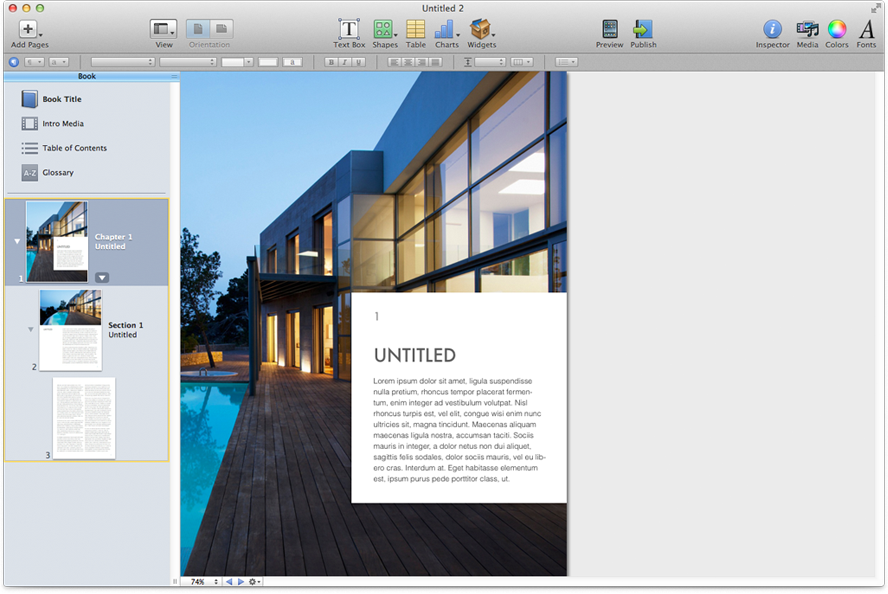 Untitled 2
Add Pages
View
Orientation
Text Box
Shapes
Table
Charts
Widgets
Preview
Publish
Inspector
Media
Colors
Fonts
T
i
A
¶
a
B I U
a
Book
Book Title
Intro Media
Table of Contents
A-Z
Glossary
UNTITLED
Chapter 1
Untitled
1
Section 1
Untitled
2
3
1
UNTITLED
Lorem ipsum dolor sit amet, ligula suspendisse
nulla pretium, rhoncus tempor placerat fermen-
tum, enim integer ad vestibulum volutpat. Nisl
rhoncus turpis est, vel elit, congue wisi enim nunc
ultricies sit, magna tincidunt. Maecenas aliquam
maecenas ligula nostra, accumsan taciti. Sociis
mauris in integer, a dolor netus non dui aliquet,
sagittis felis sodales, dolor sociis mauris, vel eu lib-
ero cras. Interdum at. Eget habitasse elementum
est, ipsum purus pede porttitor class, ut.
74%